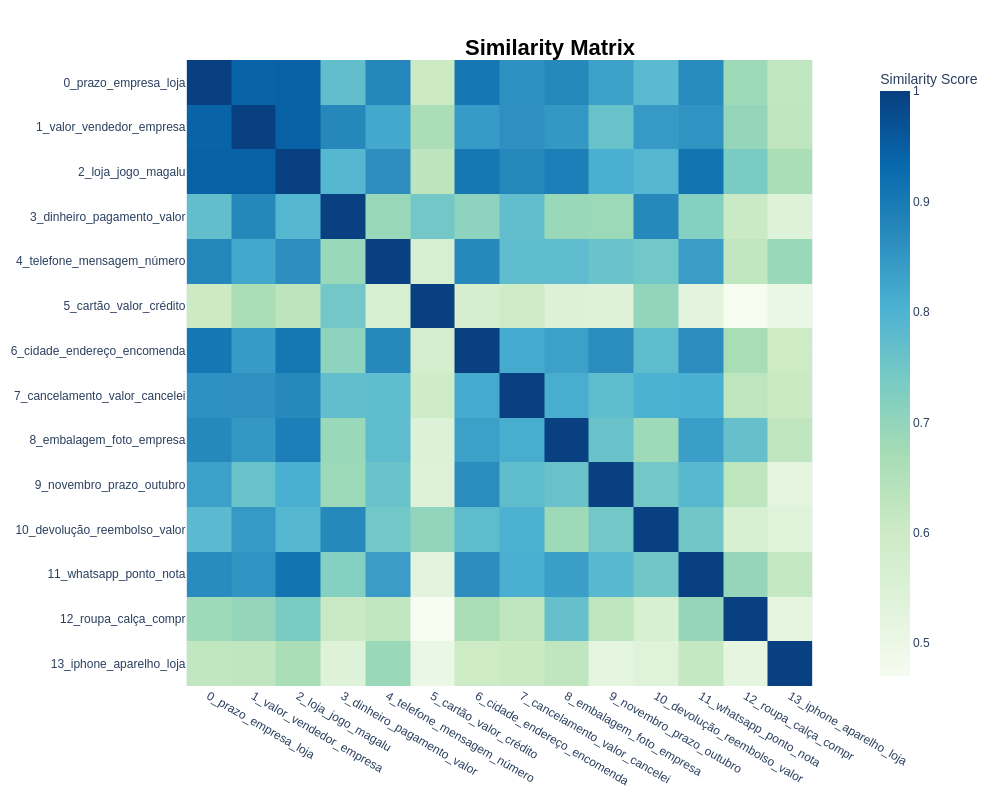 Similarity Matrix
Similarity Score
0_prazo_empresa_loja
1_valor_vendedor_empresa
2_loja_jogo_magalu
3_dinheiro_pagamento_valor
4_telefone_mensagem_número
5_cartão_valor_crédito
6_cidade_endereço_encomenda
7_cancelamento_valor_cancelei
8_embalagem_foto_empresa
9_novembro_prazo_outubro
10_devolução_reembolso_valor
11_whatsapp_ponto_nota
12_roupa_calça_compr
13_iphone_aparelho_loja
1
0.9
0.8
0.7
0.6
0.5
0_prazo_empresa_loja
1_valor_vendedor_empresa
2_loja_jogo_magalu
3_dinheiro_pagamento_valor
4_telefone_mensagem_número
5_cartão_valor_crédito
6_cidade_endereço_encomenda
7_cancelamento_valor_cancelei
8_embalagem_foto_empresa
9_novembro_prazo_outubro
10_devolução_reembolso_valor
11_whatsapp_ponto_nota
12_roupa_calça_compr
13_iphone_aparelho_loja